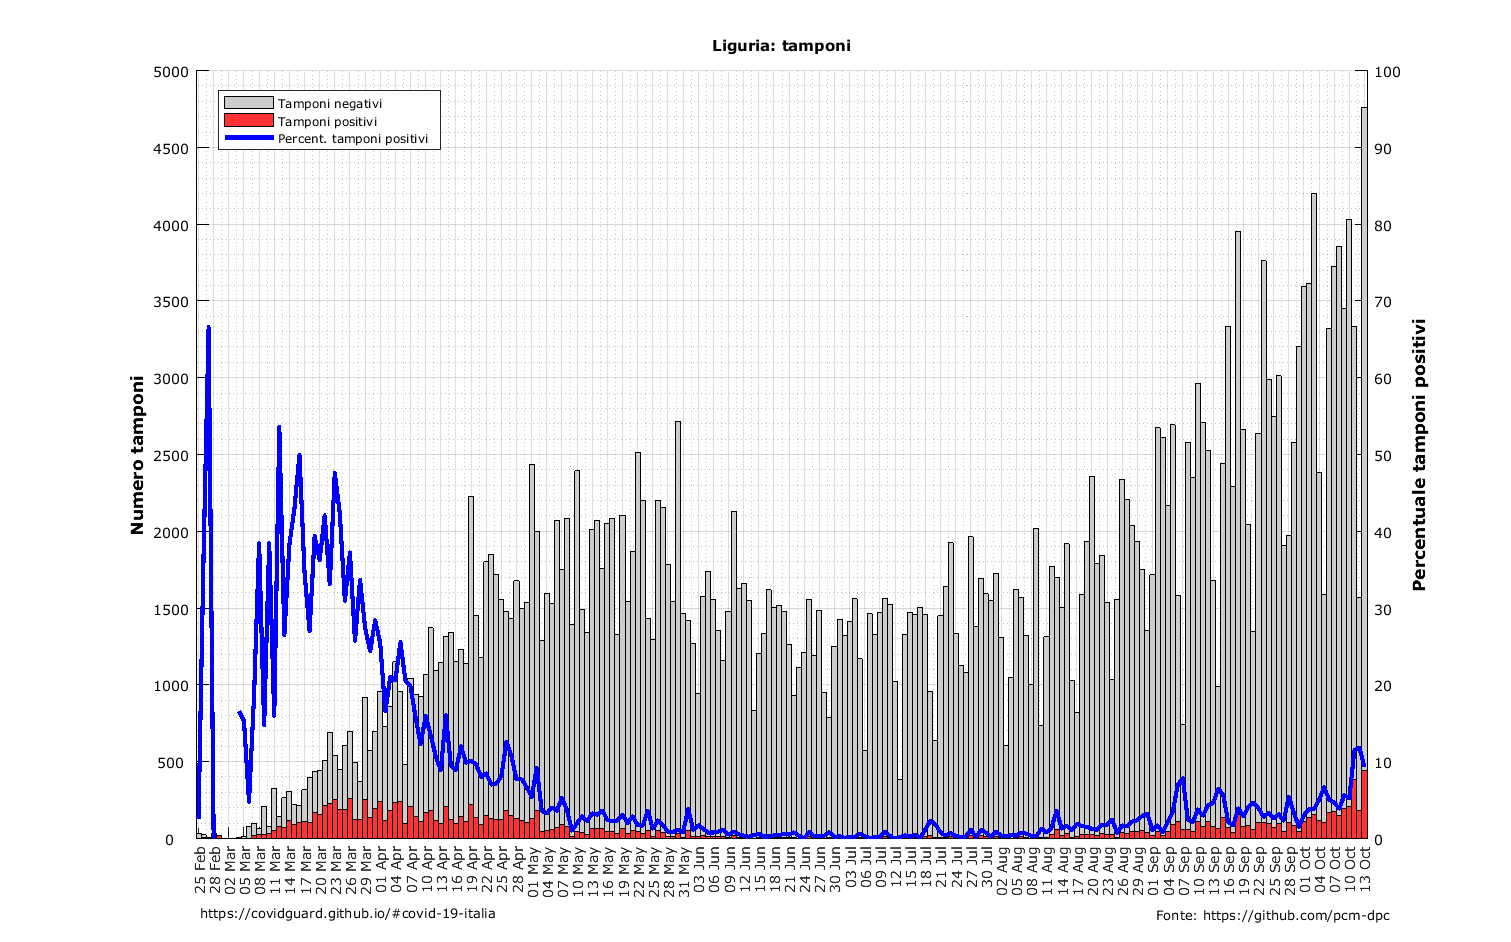 Liguria: tamponi
Tamponi negativi
Tamponi positivi
Percent. tamponi positivi
Numero tamponi
5000
4500
4000
3500
3000
2500
2000
1500
1000
500
0
Percentuale tamponi positivi
100
90
80
70
60
50
40
30
20
10
0
25 Feb
28 Feb
02 Mar
05 Mar
08 Mar
11 Mar
14 Mar
17 Mar
20 Mar
23 Mar
26 Mar
29 Mar
01 Apr
04 Apr
07 Apr
10 Apr
13 Apr
16 Apr
19 Apr
22 Apr
25 Apr
28 Apr
01 May
04 May
07 May
10 May
13 May
16 May
19 May
22 May
25 May
28 May
31 May
03 Jun
06 Jun
09 Jun
12 Jun
15 Jun
18 Jun
21 Jun
24 Jun
27 Jun
30 Jun
03 Jul
06 Jul
09 Jul
12 Jul
15 Jul
18 Jul
21 Jul
24 Jul
27 Jul
30 Jul
02 Aug
05 Aug
08 Aug
11 Aug
14 Aug
17 Aug
20 Aug
23 Aug
26 Aug
29 Aug
01 Sep
04 Sep
07 Sep
10 Sep
13 Sep
16 Sep
19 Sep
22 Sep
25 Sep
28 Sep
01 Oct
04 Oct
07 Oct
10 Oct
13 Oct
https://covidguard.github.io/#covid-19-italia
Fonte: https://github.com/pcm-dpc